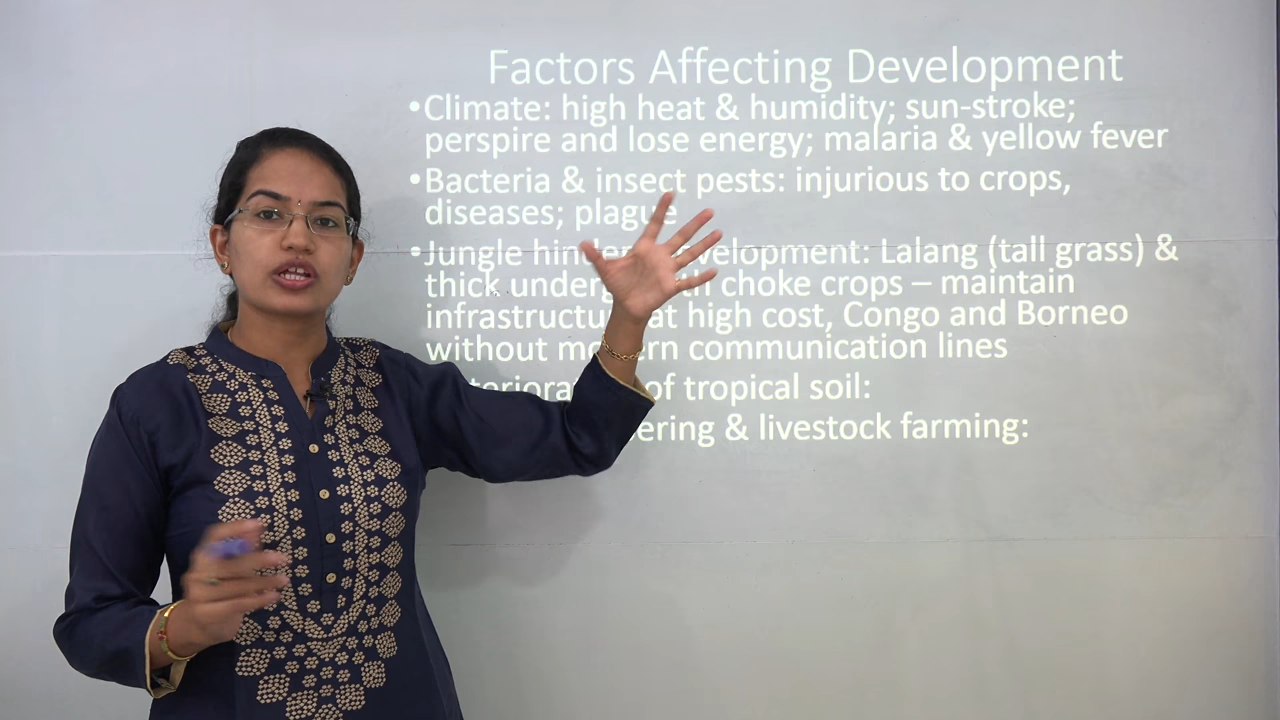 Factors Affecting Development
•Climate: high heat & humidity; sun-stroke;
perspire and lose energy; malaria & yellow fever
•Bacteria & insect pests: injurious to crops,
diseases; plague
•Jungle hinders development: Lalang (tall grass) &
thick undergrowth choke crops – maintain
infrastructure at high cost, Congo and Borneo
without modern communication lines
of tropical soil:
& livestock farming: